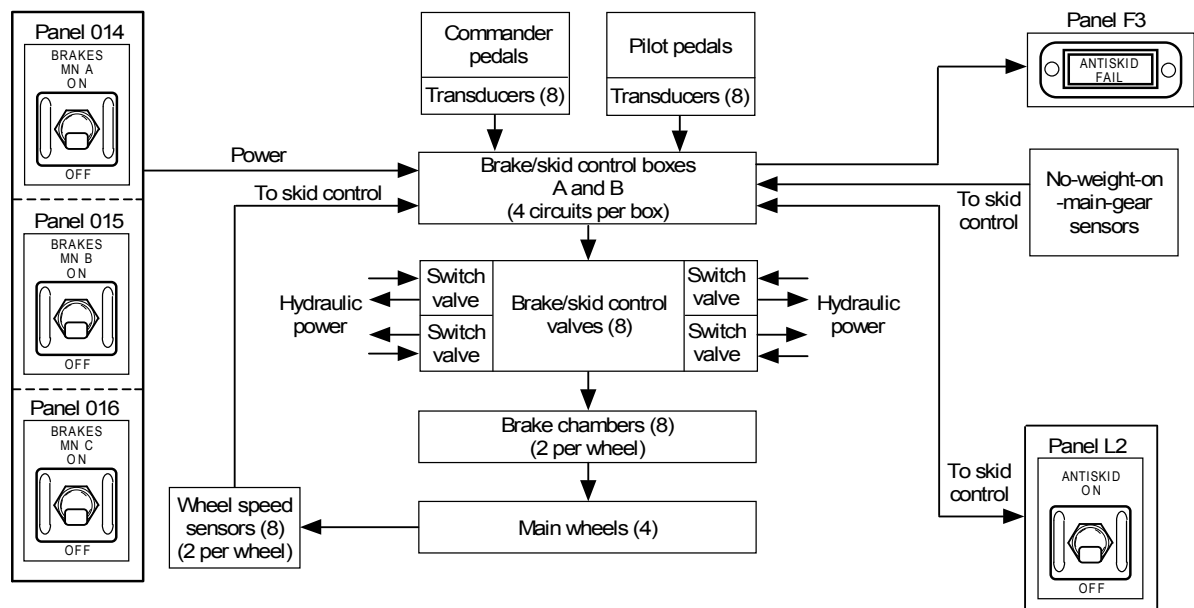 Panel 014
BRAKES
MN A
ON
OFF
Panel 015
BRAKES
MN B
ON
OFF
Panel 016
BRAKES
MN C
ON
OFF
Commander
pedals
Transducers (8)
Pilot pedals
Transducers (8)
Panel F3
ANTISKID
FAIL
Power
To skid control
Brake/skid control boxes
A and B
(4 circuits per box)
To skid
control
No-weight-on
-main-gear
sensors
Hydraulic
power
Switch
valve
Switch
valve
Brake/skid control
valves (8)
Switch
valve
Switch
valve
Hydraulic
power
Brake chambers (8)
(2 per wheel)
Wheel speed
sensors (8)
(2 per wheel)
Main wheels (4)
To skid
control
Panel L2
ANTISKID
ON
OFF